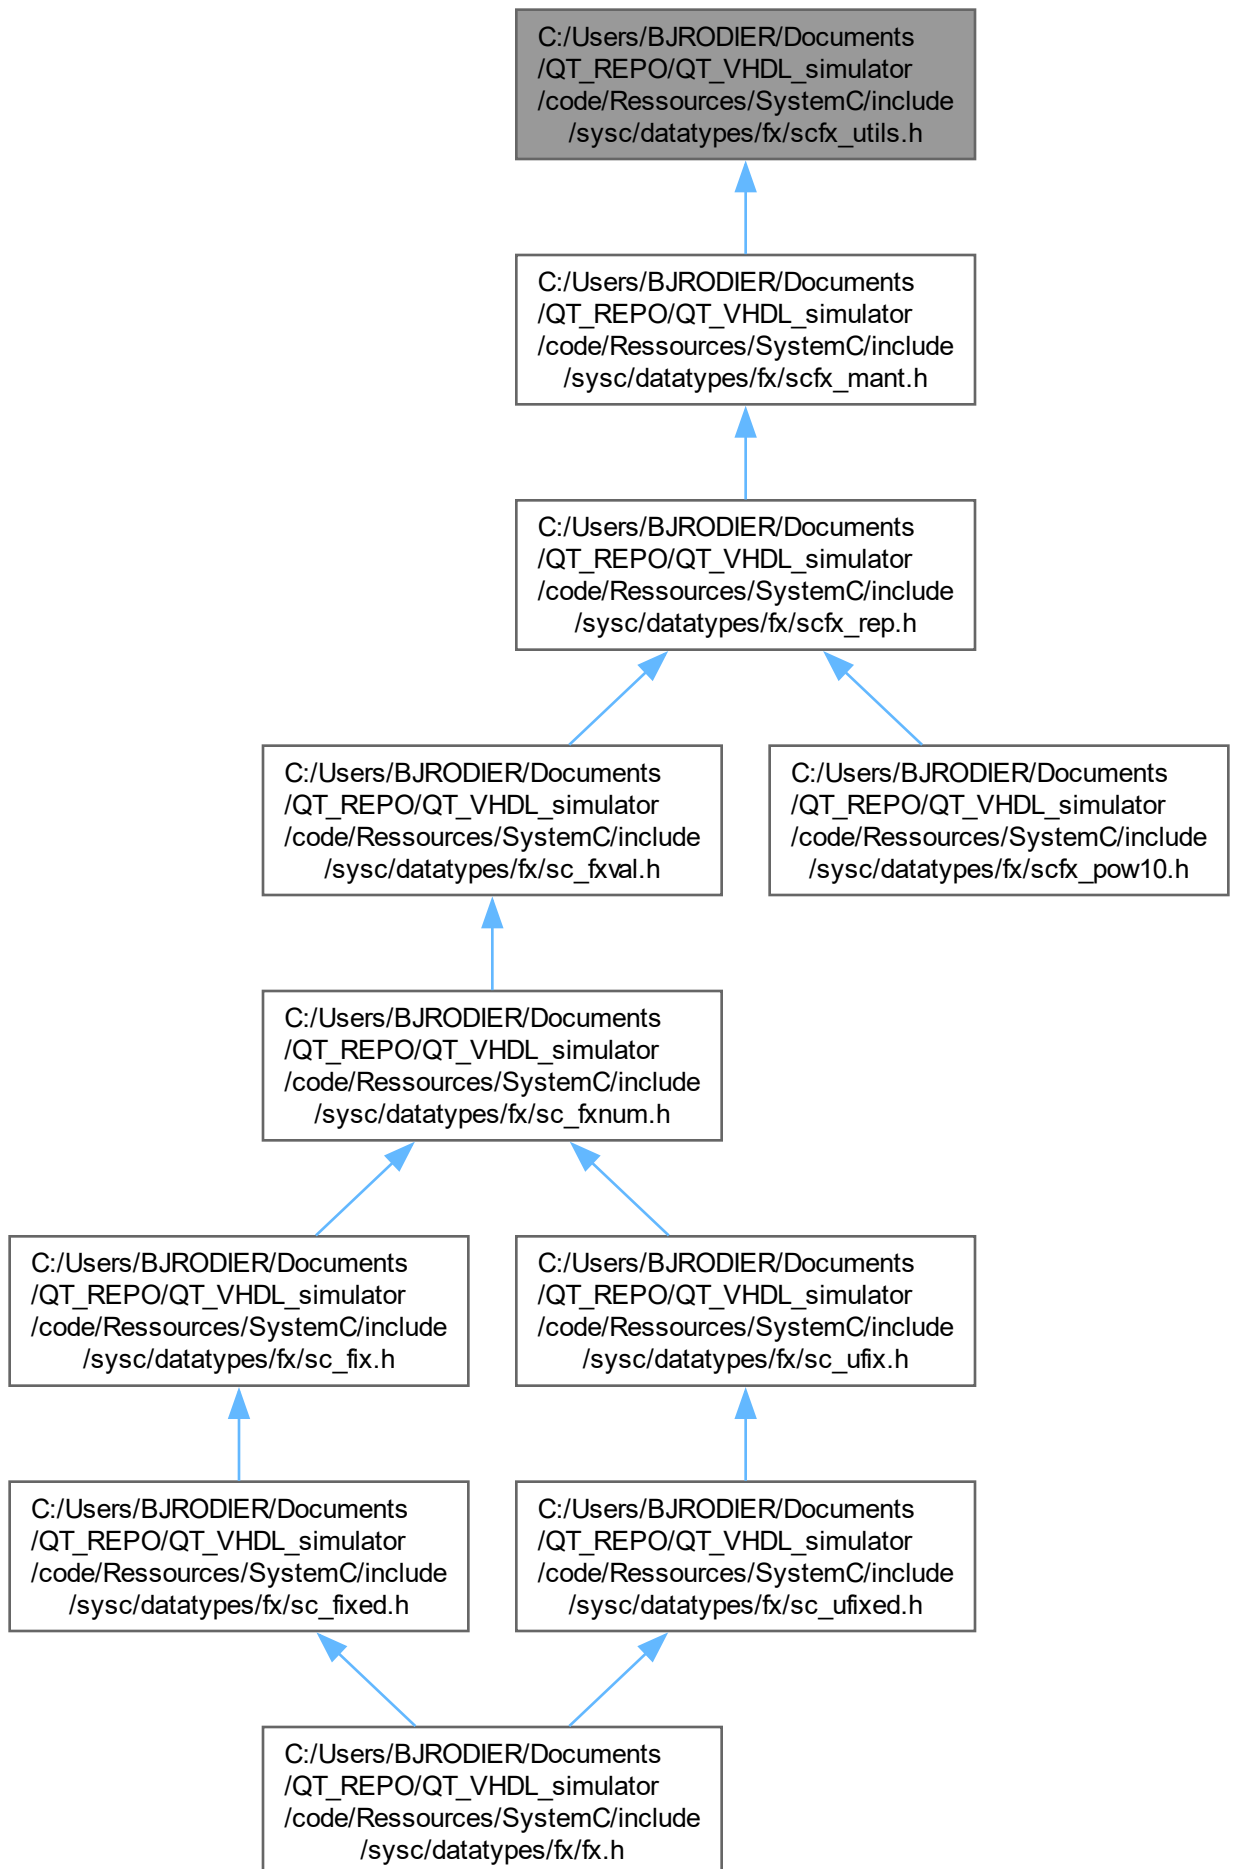 C:/Users/BJRODIER/Documents
/QT_REPO/QT_VHDL_simulator
/code/Ressources/SystemC/include
/sysc/datatypes/fx/scfx_utils.h
C:/Users/BJRODIER/Documents
/QT_REPO/QT_VHDL_simulator
/code/Ressources/SystemC/include
/sysc/datatypes/fx/scfx_mant.h
C:/Users/BJRODIER/Documents
/QT_REPO/QT_VHDL_simulator
/code/Ressources/SystemC/include
/sysc/datatypes/fx/scfx_rep.h
C:/Users/BJRODIER/Documents
/QT_REPO/QT_VHDL_simulator
/code/Ressources/SystemC/include
/sysc/datatypes/fx/sc_fxval.h
C:/Users/BJRODIER/Documents
/QT_REPO/QT_VHDL_simulator
/code/Ressources/SystemC/include
/sysc/datatypes/fx/scfx_pow10.h
C:/Users/BJRODIER/Documents
/QT_REPO/QT_VHDL_simulator
/code/Ressources/SystemC/include
/sysc/datatypes/fx/sc_fxnum.h
C:/Users/BJRODIER/Documents
/QT_REPO/QT_VHDL_simulator
/code/Ressources/SystemC/include
/sysc/datatypes/fx/sc_fix.h
C:/Users/BJRODIER/Documents
/QT_REPO/QT_VHDL_simulator
/code/Ressources/SystemC/include
/sysc/datatypes/fx/sc_ufix.h
C:/Users/BJRODIER/Documents
/QT_REPO/QT_VHDL_simulator
/code/Ressources/SystemC/include
/sysc/datatypes/fx/sc_fixed.h
C:/Users/BJRODIER/Documents
/QT_REPO/QT_VHDL_simulator
/code/Ressources/SystemC/include
/sysc/datatypes/fx/sc_ufixed.h
C:/Users/BJRODIER/Documents
/QT_REPO/QT_VHDL_simulator
/code/Ressources/SystemC/include
/sysc/datatypes/fx/fx.h